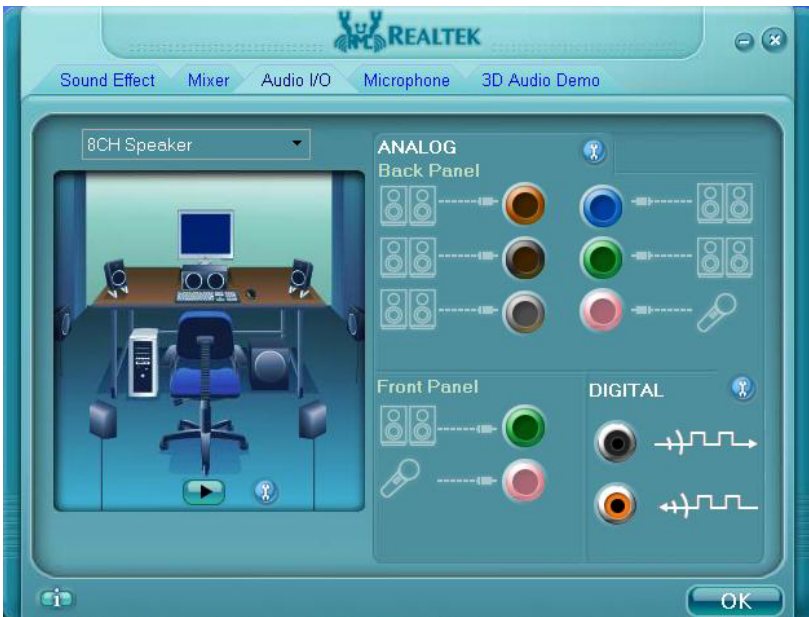 REALTEK
Sound Effect Mixer Audio I/O Microphone 3D Audio Demo
8CH Speaker
ANALOG
Back Panel
Front Panel
DIGITAL
i
OK